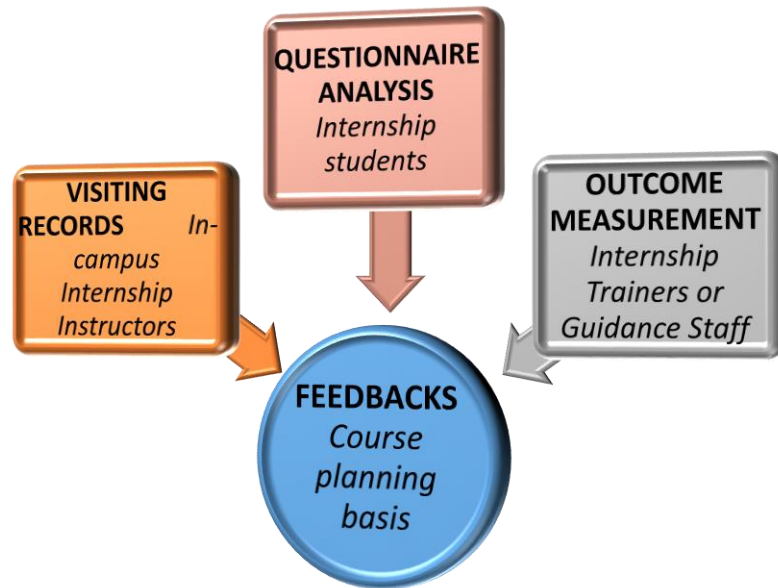 QUESTIONNAIRE
ANALYSIS
Internship
students
VISITING
RECORDS In-
campus
Internship
Instructors
OUTCOME
MEASUREMENT
Internship
Trainers or
Guidance Staff
FEEDBACKS
Course
planning
basis